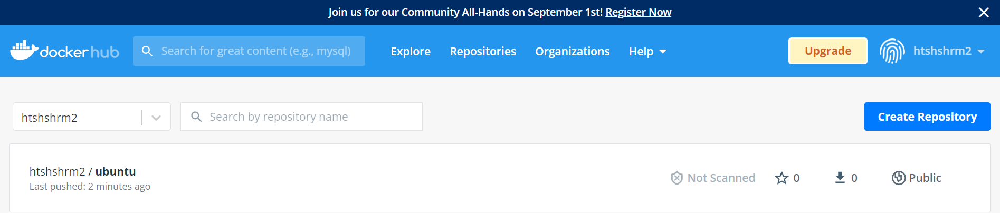 Join us for our Community All-Hands on September 1st! Register Now
docker hub
Search for great content (e.g., mysql)
Explore
Repositories
Organizations
Help
Upgrade
htshshrm2
htshshrm2
Search by repository name
Create Repository
htshshrm2 / ubuntu
Last pushed: 2 minutes ago
Not Scanned
0
0
Public